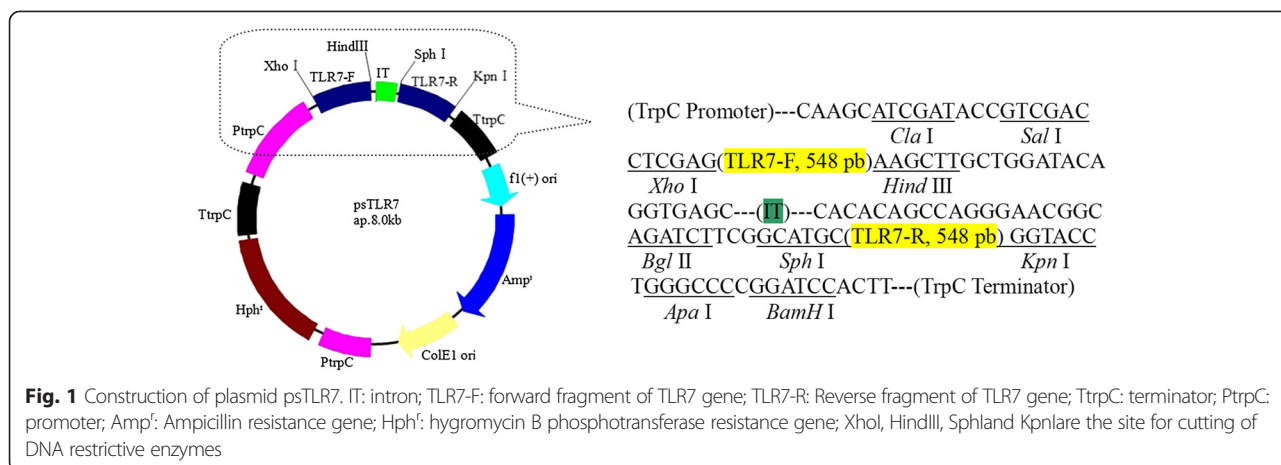 HindIII
Sph I
IT
Xho I
TLR7-F
TLR7-R
Kpn I
PtrpC
TtrpC
f1(+) ori
psTLR7
ap.8.0kb
TtrpC
Ampʳ
Hphʳ
PtrpC
ColE1 ori
(TrpC Promoter)---CAAGCATCGATACCGTCGAC
Cla I Sal I
CTCGAG(TLR7-F, 548 pb)AAGCTTGCTGGATACA
Xho I Hind III
GGTGAGC---(IT)---CACACAGCCAGGGAACGGC
AGATCTTCGGCATGC(TLR7-R, 548 pb) GGTACC
Bgl II Sph I Kpn I
TGGGCCCCGGATCCACTT---(TrpC Terminator)
Apa I BamH I
Fig. 1 Construction of plasmid psTLR7. IT: intron; TLR7-F: forward fragment of TLR7 gene; TLR7-R: Reverse fragment of TLR7 gene; TtrpC: terminator; PtrpC:
promoter; Ampʳ: Ampicillin resistance gene; Hphʳ: hygromycin B phosphotransferase resistance gene; XhoI, HindIII, SphIand KpnIare the site for cutting of
DNA restrictive enzymes